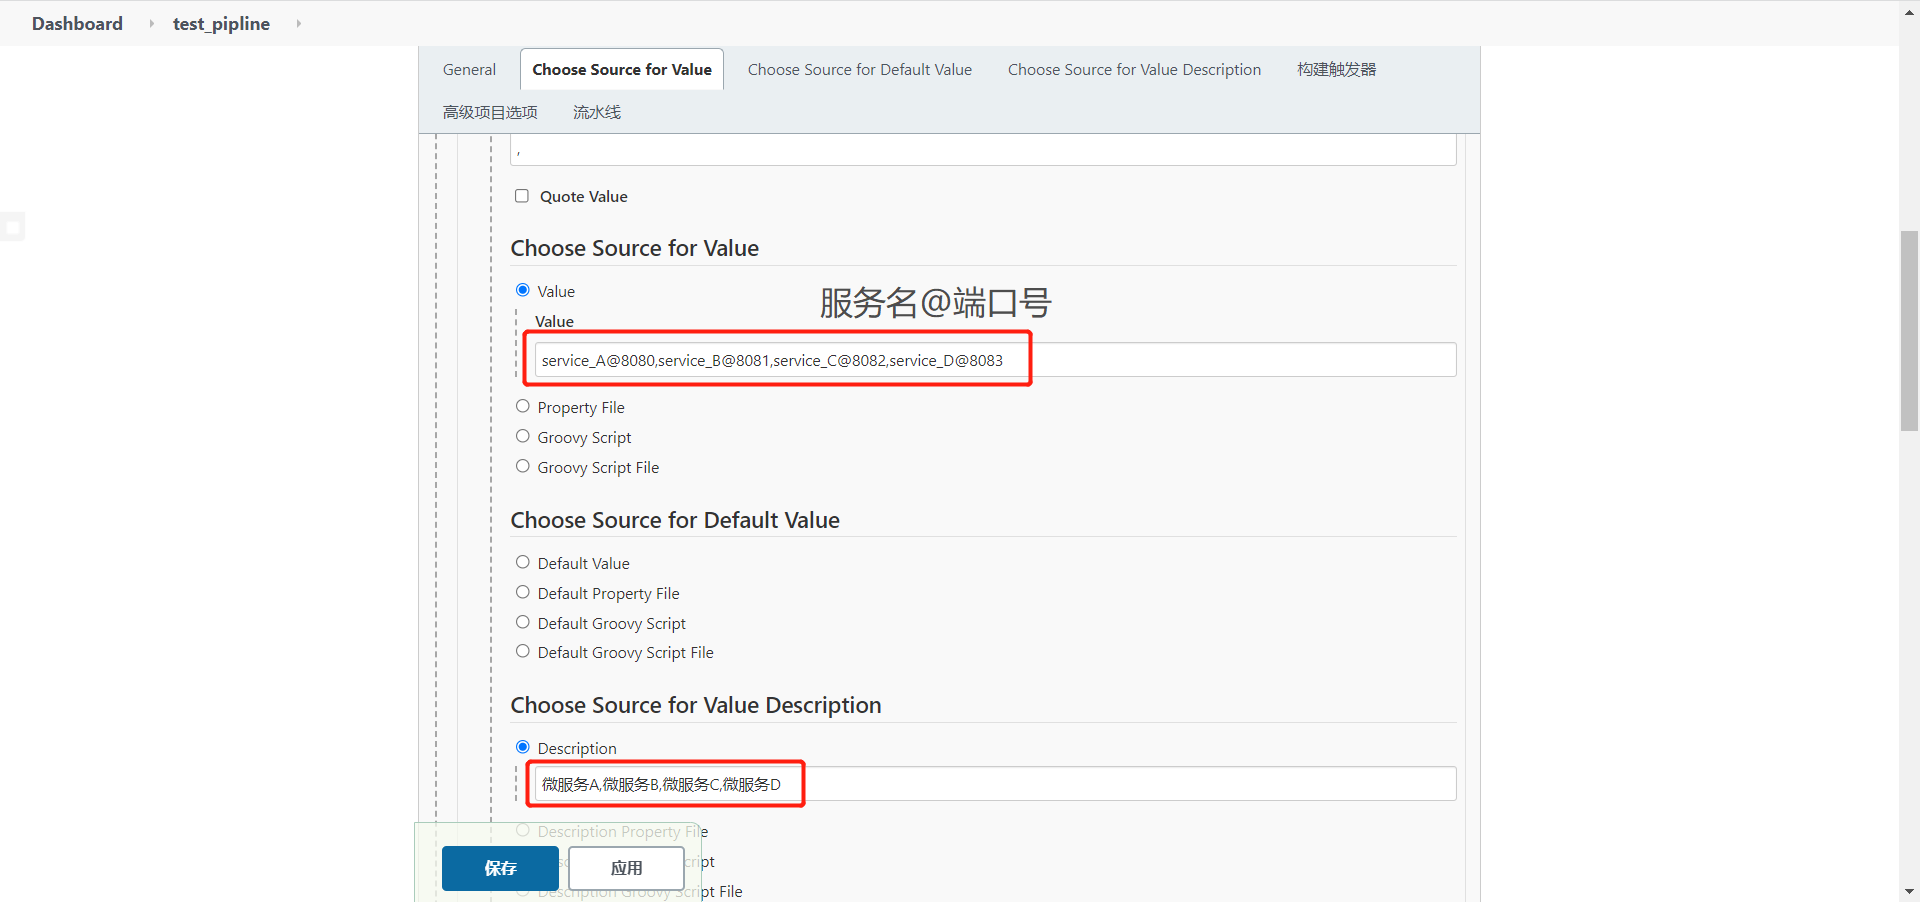 Dashboard test_pipline
General Choose Source for Value Choose Source for Default Value Choose Source for Value Description 构建触发器
高级项目选项 流水线
,
Quote Value
Choose Source for Value
Value
服务名@端口号
Value
service_A@8080,service_B@8081,service_C@8082,service_D@8083
Property File
Groovy Script
Groovy Script File
Choose Source for Default Value
Default Value
Default Property File
Default Groovy Script
Default Groovy Script File
Choose Source for Value Description
Description
微服务A,微服务B,微服务C,微服务D
Description Property File
保存 应用
Description Groovy Script File